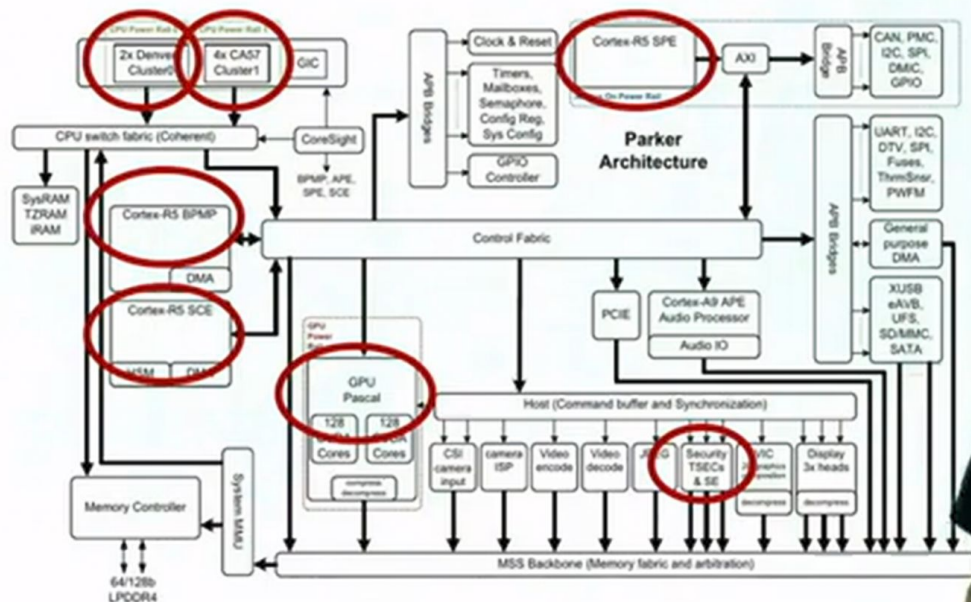 CPU Power Rail
CPU Power Rail
2x Denver
Cluster0
4x CA57
Cluster1
GIC
CPU switch fabric (Coherent)
CoreSight
BPMP, APE,
SPE, SCE
SysRAM
TZRAM
iRAM
Cortex-R5 BPMP
DMA
Cortex-R5 SCE
HSM
DMA
APB Bridges
Clock & Reset
Timers,
Mailboxes,
Semaphore,
Config Reg,
Sys Config
GPIO
Controller
Cortex-R5 SPE
On Power Rail
AXI
APB
Bridge
CAN, PMC,
I2C, SPI,
DMIC,
GPIO
Parker
Architecture
Control Fabric
APB Bridges
UART, I2C,
DTV, SPI,
Fuses,
ThrmSnsr,
PWFM
General
purpose
DMA
XUSB
eAVB,
UFS,
SD/MMC,
SATA
PCIE
Cortex-A9 APE
Audio Processor
Audio IO
GPU
Power
GPU
Pascal
128
Cores
128
Cores
compress
decompress
Host (Command buffer and Synchronization)
CSI
camera
input
camera
ISP
Video
encode
Video
decode
Security
TSECs
& SE
VIC
decompress
Display
3x heads
decompress
Memory Controller
System MMU
64/128b
LPDDR4
MSS Backbone (Memory fabric and arbitration)